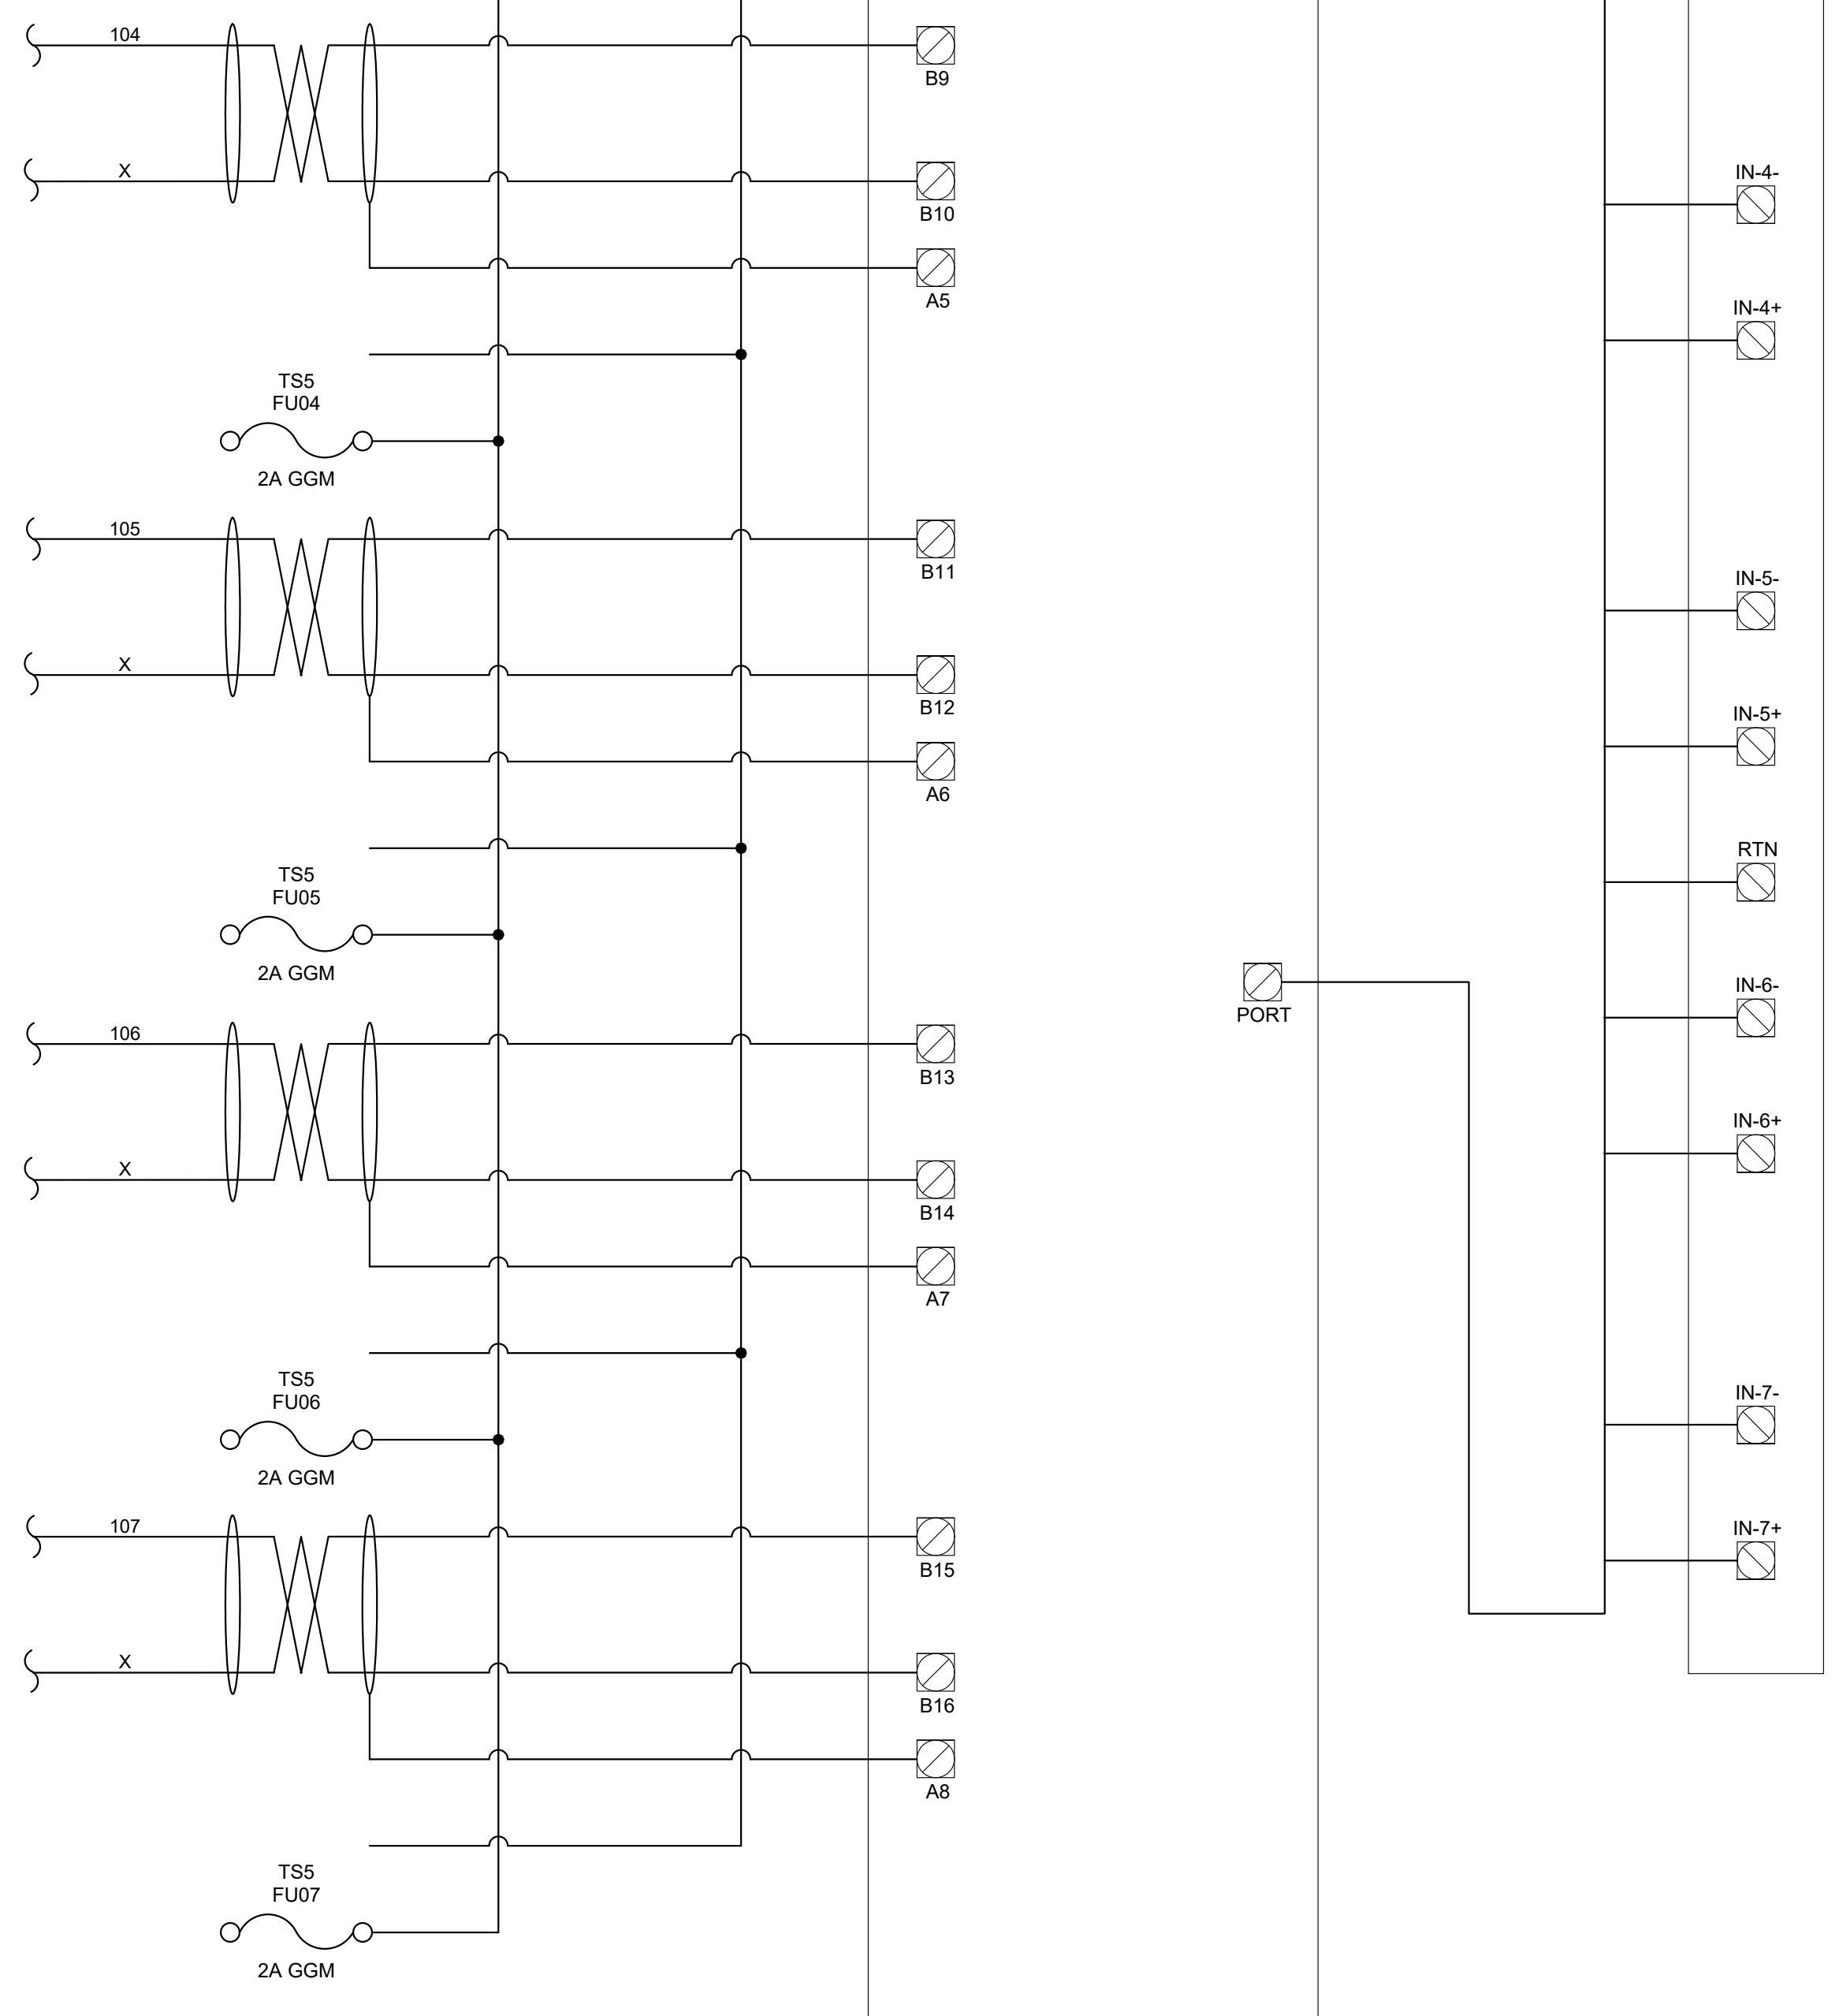 104
B9
X
B10
A5
TS5
FU04
2A GGM
105
B11
X
B12
A6
TS5
FU05
2A GGM
106
B13
X
B14
A7
TS5
FU06
2A GGM
107
B15
X
B16
A8
TS5
FU07
2A GGM
PORT
IN-4-
IN-4+
IN-5-
IN-5+
RTN
IN-6-
IN-6+
IN-7-
IN-7+